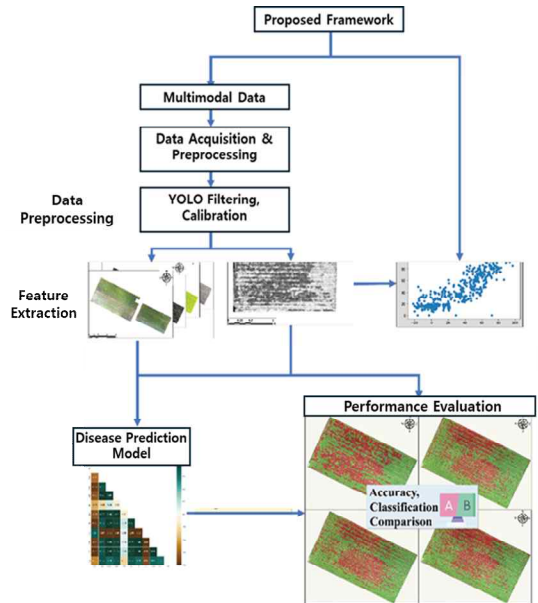 Proposed Framework
Multimodal Data
Data Acquisition &
Preprocessing
Data
Preprocessing
YOLO Filtering,
Calibration
Feature
Extraction
Performance Evaluation
Disease Prediction
Model
Accuracy,
Classification
Comparison
A B